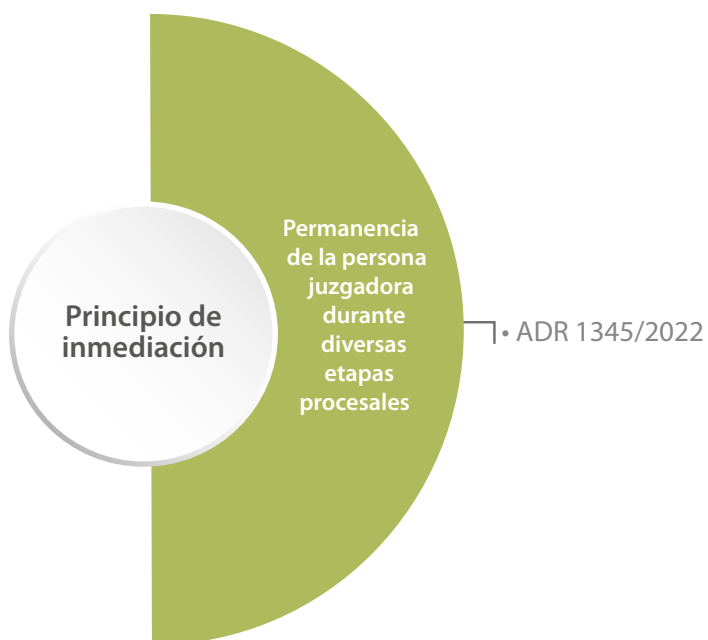 Principio de
inmediación
Permanencia
de la persona
juzgadora
durante
diversas
etapas
procesales
• ADR 1345/2022